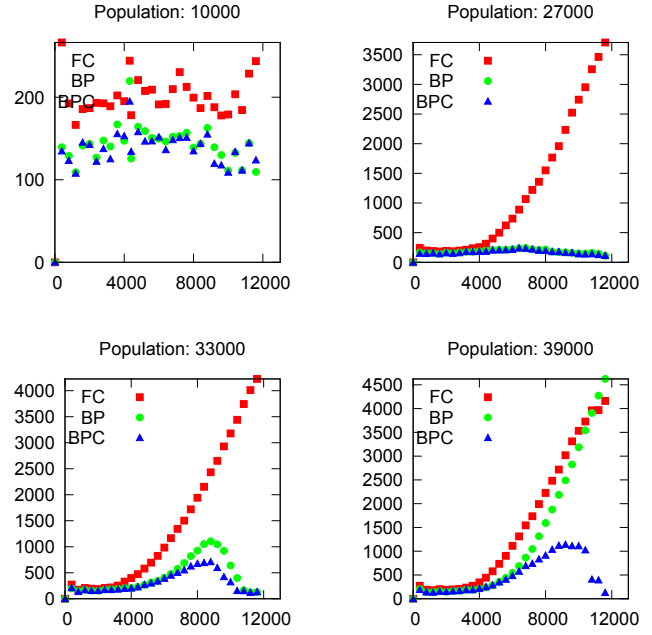 Population: 10000
FC
BP
BPC
200
100
0
0 4000 8000 12000
Population: 27000
FC
BP
BPC
3500
3000
2500
2000
1500
1000
500
0
0 4000 8000 12000
Population: 33000
FC
BP
BPC
4000
3500
3000
2500
2000
1500
1000
500
0
0 4000 8000 12000
Population: 39000
FC
BP
BPC
4500
4000
3500
3000
2500
2000
1500
1000
500
0
0 4000 8000 12000